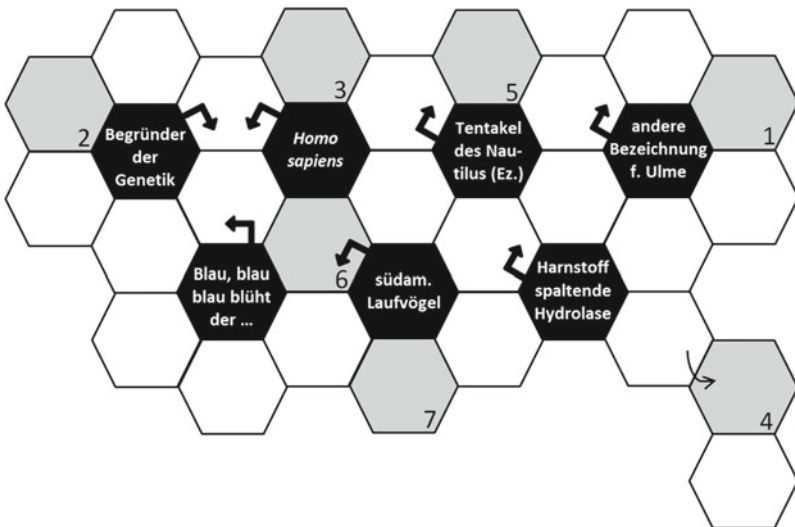 3
5
2
1
Begründer
der
Genetik
Homo
sapiens
Tentakel
des Nau-
tilus (Ez.)
andere
Bezeichnung
f. Ulme
Blau, blau
blau blüht
der ...
6
südam.
Laufvögel
Harnstoff
spaltende
Hydrolase
7
4